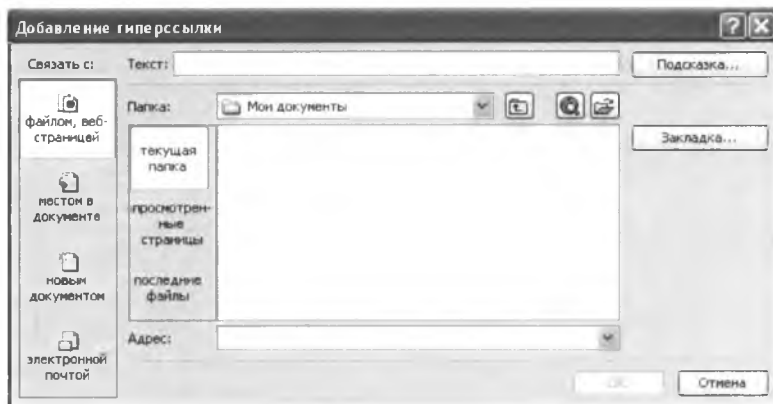 Добавление гиперссылки
Связать с:
Текст:
Подсказка...
файлом, веб-
страницей
Папка:
Мои документы
Закладка...
текущая
папка
местом в
документе
просмотрен-
ные
страницы
новым
документом
последние
файлы
Адрес:
электронной
почтой
ОК
Отмена